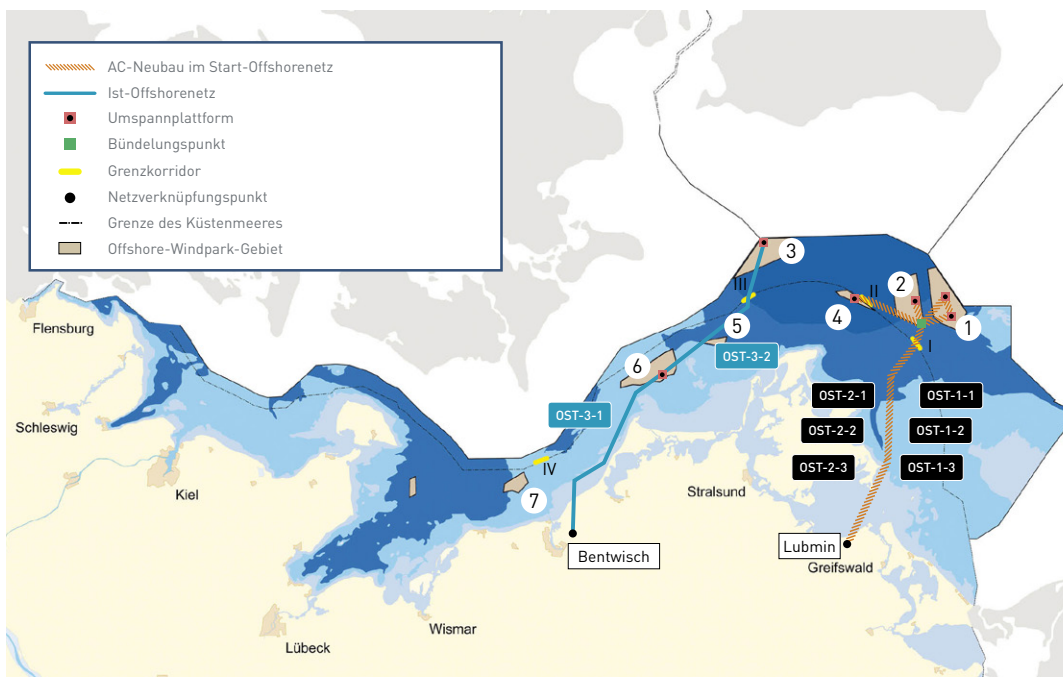 AC-Neubau im Start-Offshorenetz
Ist-Offshorenetz
Umspannplattform
Bündelungspunkt
Grenzkorridor
Netzverknüpfungspunkt
Grenze des Küstenmeeres
Offshore-Windpark-Gebiet
3
III
II
2
4
1
5
I
Flensburg
6
OST-3-2
OST-2-1
OST-1-1
OST-3-1
Schleswig
OST-2-2
OST-1-2
IV
OST-2-3
OST-1-3
Kiel
Stralsund
7
Bentwisch
Lubmin
Greifswald
Wismar
Lübeck